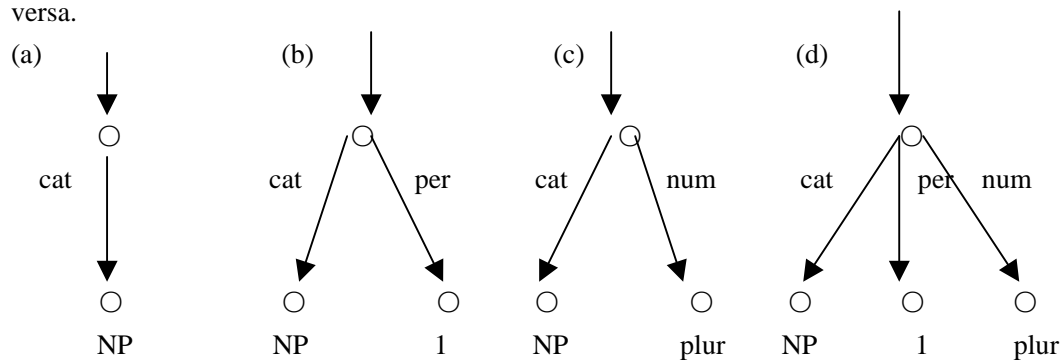 versa.
(a) (b) (c) (d)
cat cat per cat num cat per num
NP NP 1 NP plur NP 1 plur